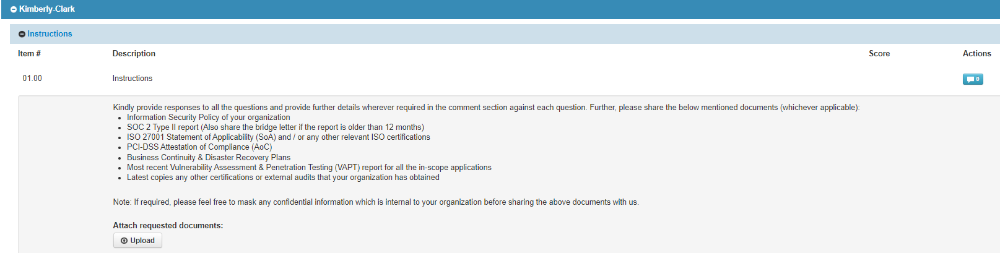 Kimberly-Clark
Instructions
Item # Description Score Actions
01.00 Instructions 0
Kindly provide responses to all the questions and provide further details wherever required in the comment section against each question. Further, please share the below mentioned documents (whichever applicable):
• Information Security Policy of your organization
• SOC 2 Type II report (Also share the bridge letter if the report is older than 12 months)
• ISO 27001 Statement of Applicability (SoA) and / or any other relevant ISO certifications
• PCI-DSS Attestation of Compliance (AoC)
• Business Continuity & Disaster Recovery Plans
• Most recent Vulnerability Assessment & Penetration Testing (VAPT) report for all the in-scope applications
• Latest copies any other certifications or external audits that your organization has obtained
Note: If required, please feel free to mask any confidential information which is internal to your organization before sharing the above documents with us.
Attach requested documents:
Upload